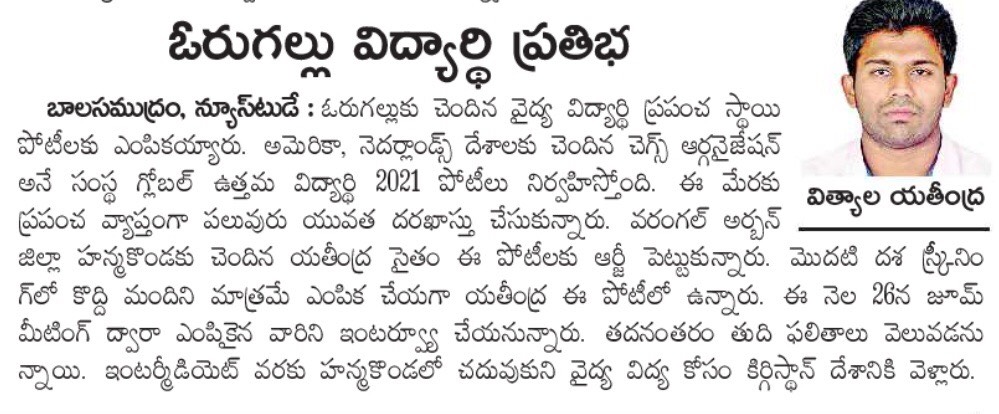 ఓరుగల్లు విద్యార్థి ప్రతిభ
బాలసముద్రం, న్యూస్‌టుడే : ఓరుగల్లుకు చెందిన వైద్య విద్యార్థి ప్రపంచ స్థాయి
పోటీలకు ఎంపికయ్యారు. అమెరికా, నెదర్లాండ్స్ దేశాలకు చెందిన చెగ్స్ ఆర్గనైజేషన్
అనే సంస్థ గ్లోబల్ ఉత్తమ విద్యార్థి 2021 పోటీలు నిర్వహిస్తోంది. ఈ మేరకు
ప్రపంచ వ్యాప్తంగా పలువురు యువత దరఖాస్తు చేసుకున్నారు. వరంగల్ అర్బన్
జిల్లా హన్మకొండకు చెందిన యతీంద్ర సైతం ఈ పోటీలకు ఆర్జీ పెట్టుకున్నారు. మొదటి దశ స్క్రీనిం
గ్‌లో కొద్ది మందిని మాత్రమే ఎంపిక చేయగా యతీంద్ర ఈ పోటీలో ఉన్నారు. ఈ నెల 26న జూమ్
మీటింగ్ ద్వారా ఎంపికైన వారిని ఇంటర్వ్యూ చేయనున్నారు. తదనంతరం తుది ఫలితాలు వెలువడను
న్నాయి. ఇంటర్మీడియెట్ వరకు హన్మకొండలో చదువుకుని వైద్య విద్య కోసం కిర్గిస్థాన్ దేశానికి వెళ్లారు.
విత్యాల యతీంద్ర